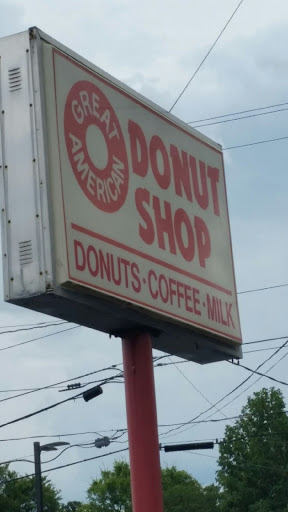 GREAT
AMERICAN
DONUT
SHOP
DONUTS · COFFEE · MILK